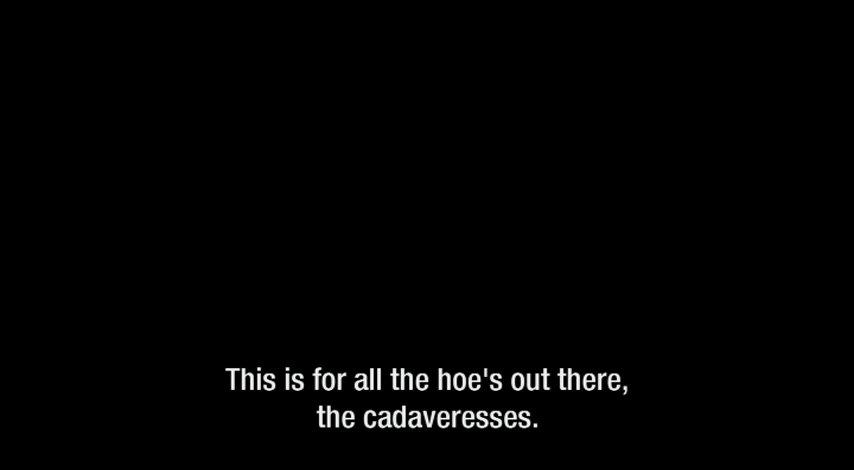 This is for all the hoe's out there,
the cadaveresses.